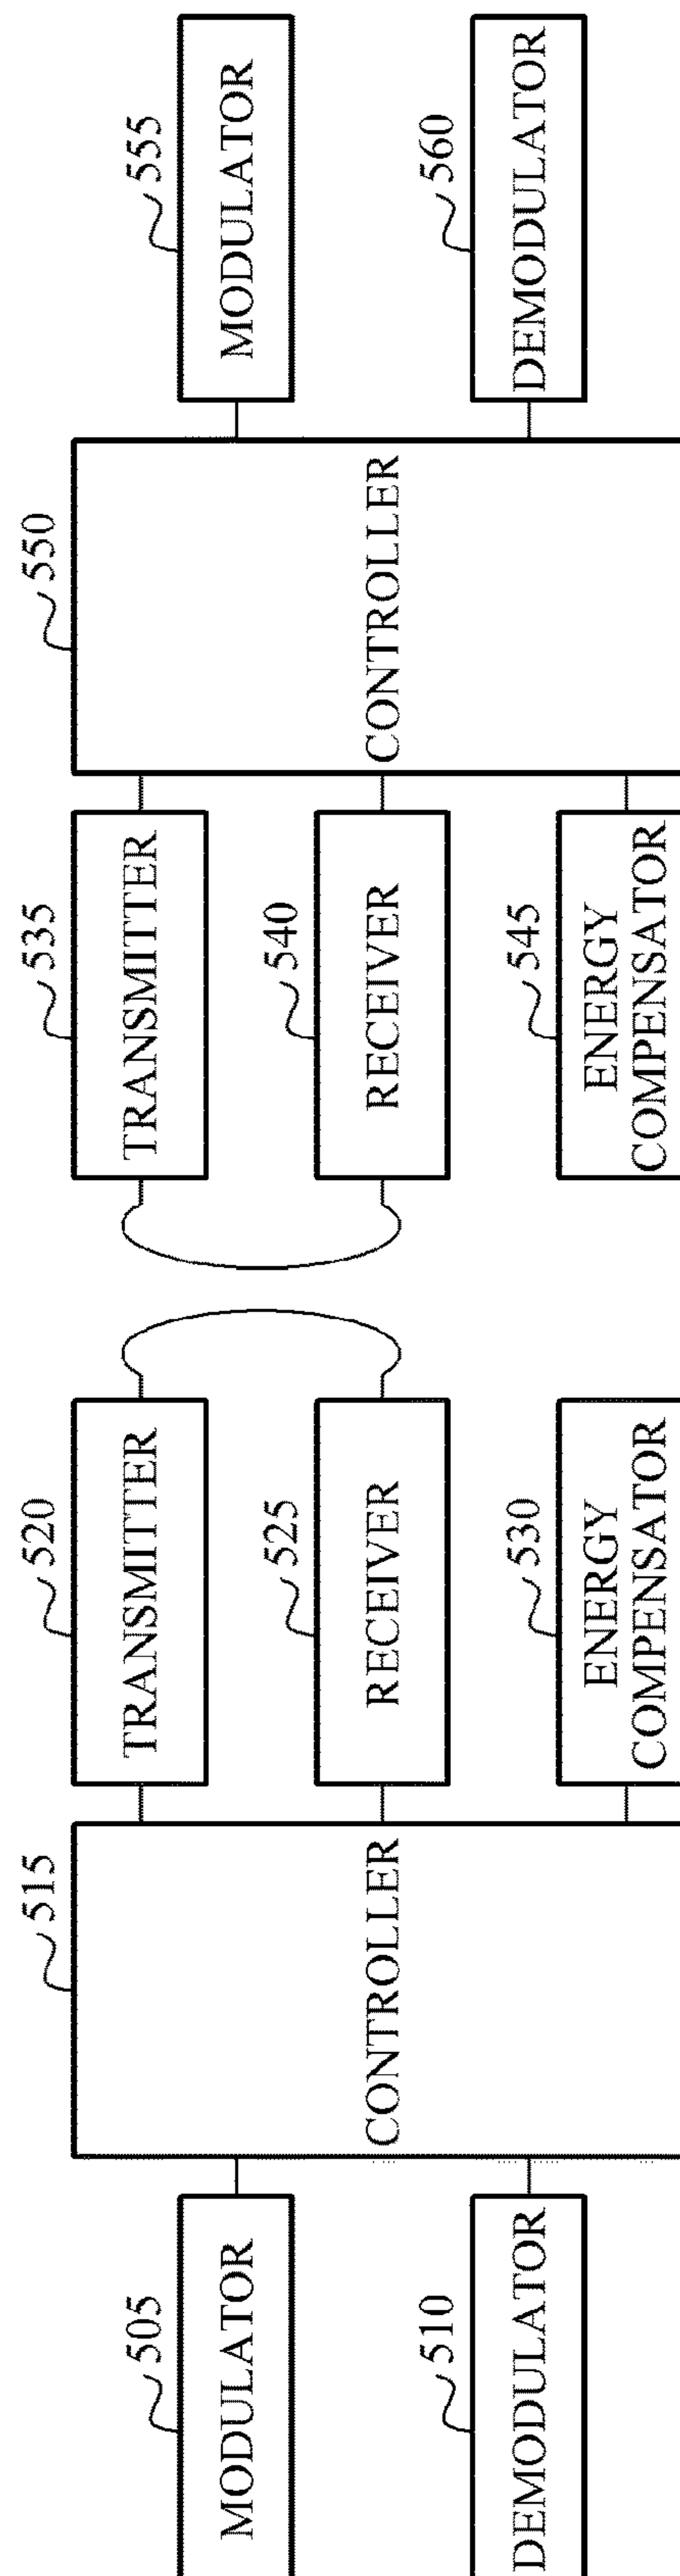 505
MODULATOR
510
DEMODULATOR
515
CONTROLLER
520
TRANSMITTER
525
RECEIVER
530
ENERGY
COMPENSATOR
535
TRANSMITTER
540
RECEIVER
545
ENERGY
COMPENSATOR
550
CONTROLLER
555
MODULATOR
560
DEMODULATOR